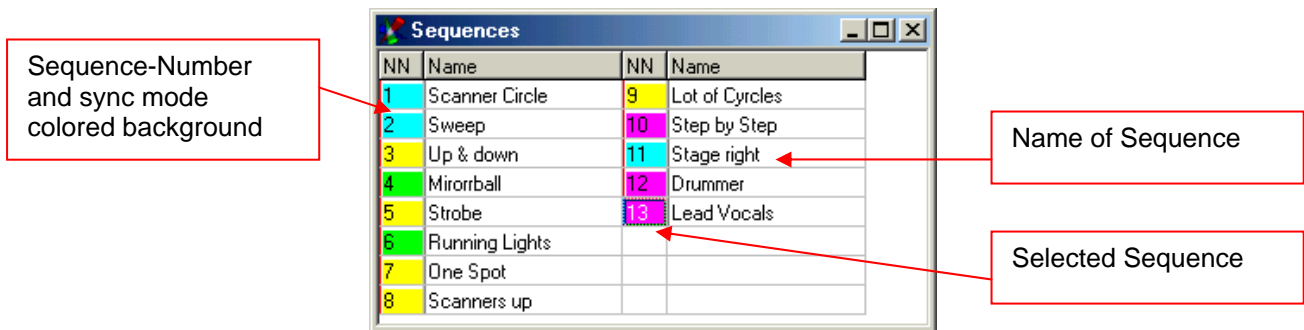 Sequences
NN Name NN Name
1 Scanner Circle 9 Lot of Cyrcles
2 Sweep 10 Step by Step
3 Up & down 11 Stage right
4 Mirorrball 12 Drummer
5 Strobe 13 Lead Vocals
6 Running Lights
7 One Spot
8 Scanners up
Sequence-Number
and sync mode
colored background
Name of Sequence
Selected Sequence